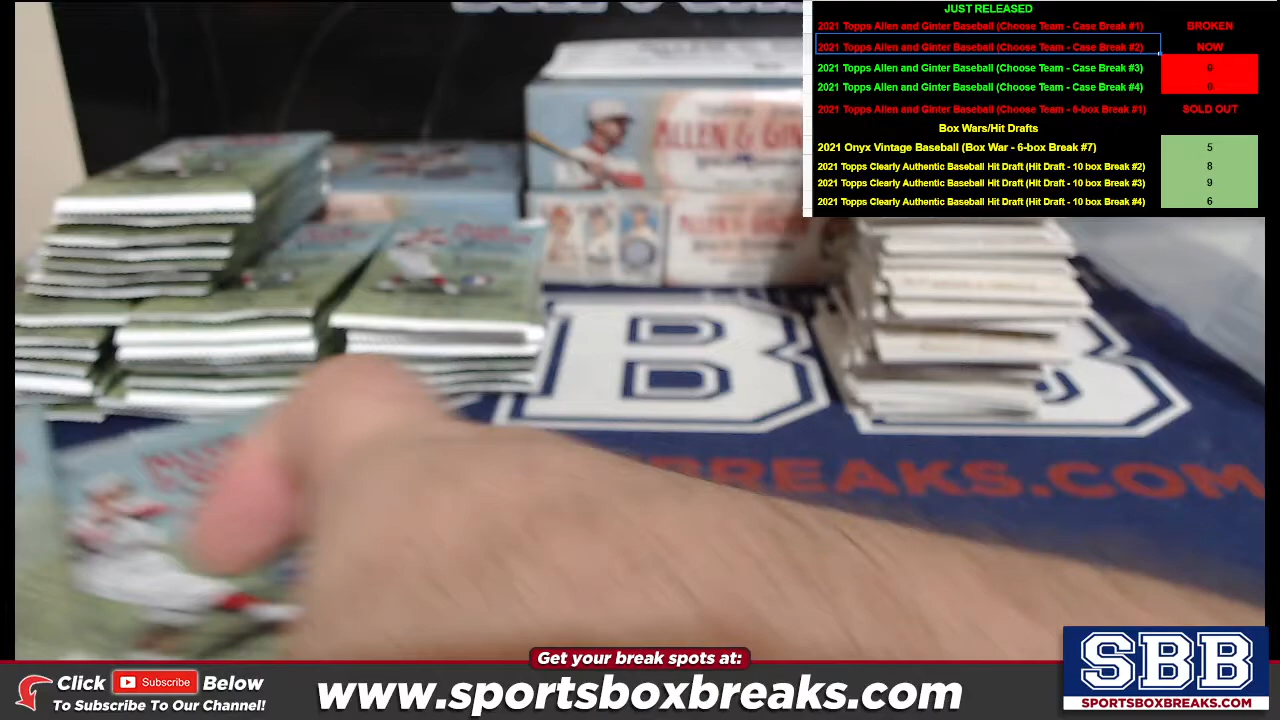 JUST RELEASED
2021 Topps Allen and Ginter Baseball (Choose Team - Case Break #1) BROKEN
2021 Topps Allen and Ginter Baseball (Choose Team - Case Break #2) NOW
2021 Topps Allen and Ginter Baseball (Choose Team - Case Break #3)
2021 Topps Allen and Ginter Baseball (Choose Team - Case Break #4)
2021 Topps Allen and Ginter Baseball (Choose Team - 6-box Break #1) SOLD OUT
Box Wars/Hit Drafts
2021 Onyx Vintage Baseball (Box War - 6-box Break #7) 5
2021 Topps Clearly Authentic Baseball Hit Draft (Hit Draft - 10 box Break #2) 8
2021 Topps Clearly Authentic Baseball Hit Draft (Hit Draft - 10 box Break #3) 9
2021 Topps Clearly Authentic Baseball Hit Draft (Hit Draft - 10 box Break #4) 6
ALLEN & GIN
B
BREAKS.COM
Get your break spots at:
Click Subscribe Below
To Subscribe To Our Channel!
www.sportsboxbreaks.com
SBB
SPORTSBOXBREAKS.COM